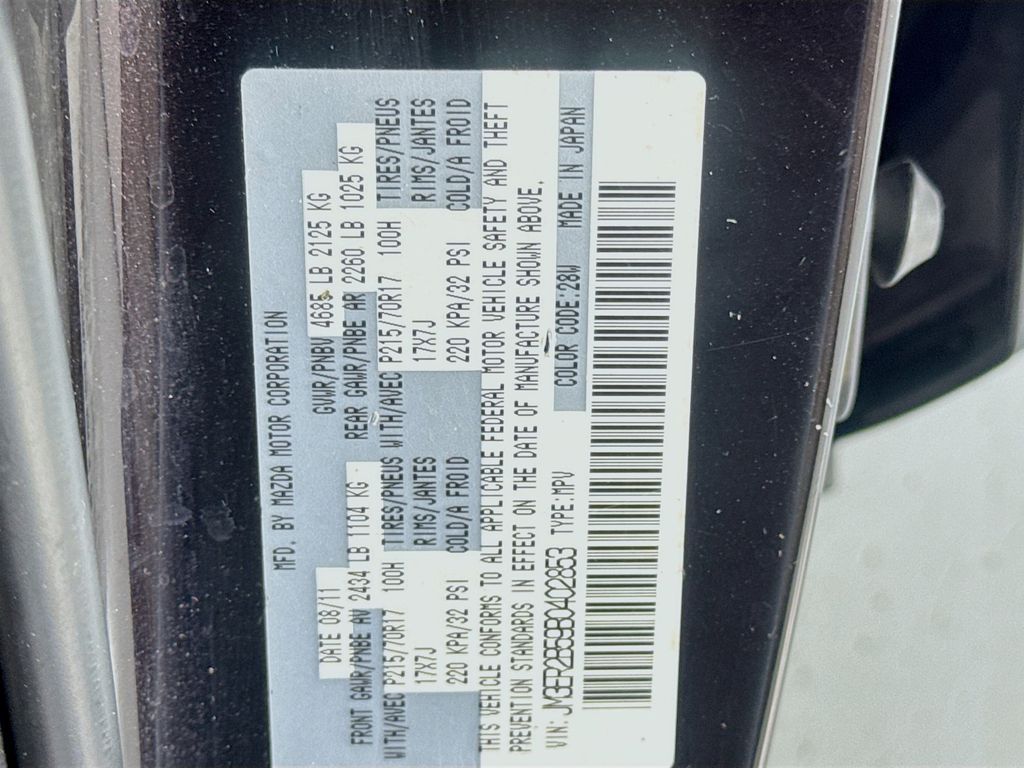 MFD. BY MAZDA MOTOR CORPORATION
DATE 08/11 GVWR/PNBV 4685 LB 2125 KG
FRONT GAWR/PNBE AV 2434 LB 1104 KG REAR GAWR/PNBE AR 2260 LB 1025 KG
WITH/AVEC P215/70R17 100H TIRES/PNEUS WITH/AVEC P215/70R17 100H TIRES/PNEUS
17X7J RIMS/JANTES 17X7J RIMS/JANTES
220 KPA/32 PSI COLD/A FROID 220 KPA/32 PSI COLD/A FROID
THIS VEHICLE CONFORMS TO ALL APPLICABLE FEDERAL MOTOR VEHICLE SAFETY AND THEFT
PREVENTION STANDARDS IN EFFECT ON THE DATE OF MANUFACTURE SHOWN ABOVE.
VIN: JM3ER2B59B0402853 TYPE:MPV COLOR CODE:28W MADE IN JAPAN